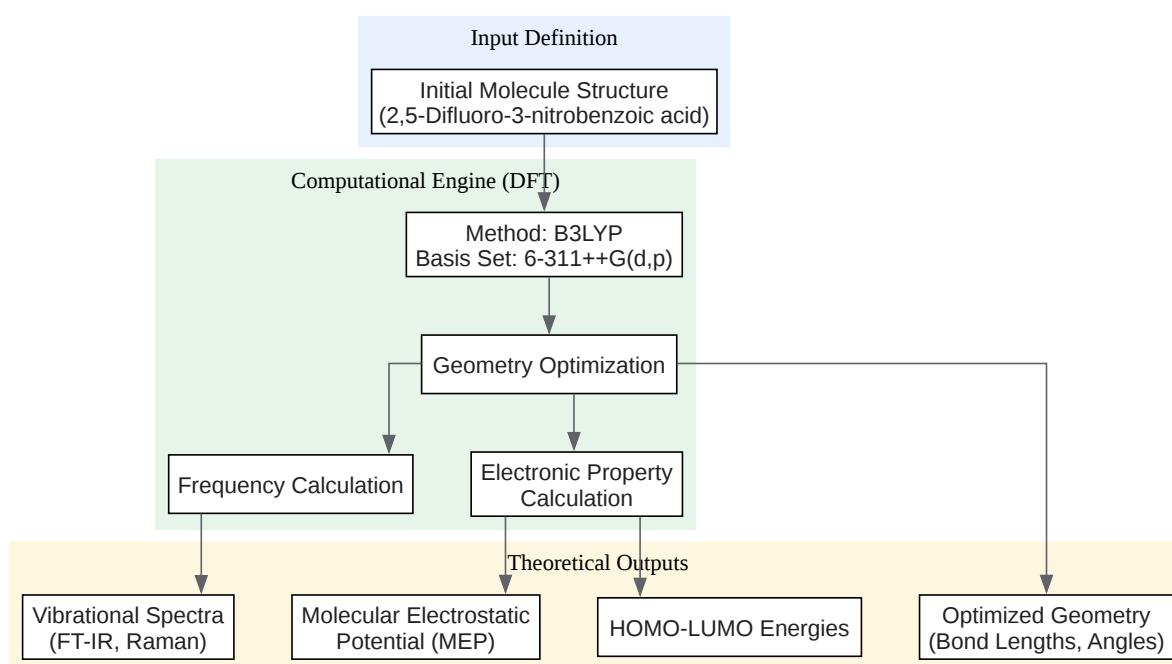 Input Definition
Initial Molecule Structure
(2,5-Difluoro-3-nitrobenzoic acid)
Computational Engine (DFT)
Method: B3LYP
Basis Set: 6-311++G(d,p)
Geometry Optimization
Frequency Calculation
Electronic Property
Calculation
Theoretical Outputs
Vibrational Spectra
(FT-IR, Raman)
Molecular Electrostatic
Potential (MEP)
HOMO-LUMO Energies
Optimized Geometry
(Bond Lengths, Angles)